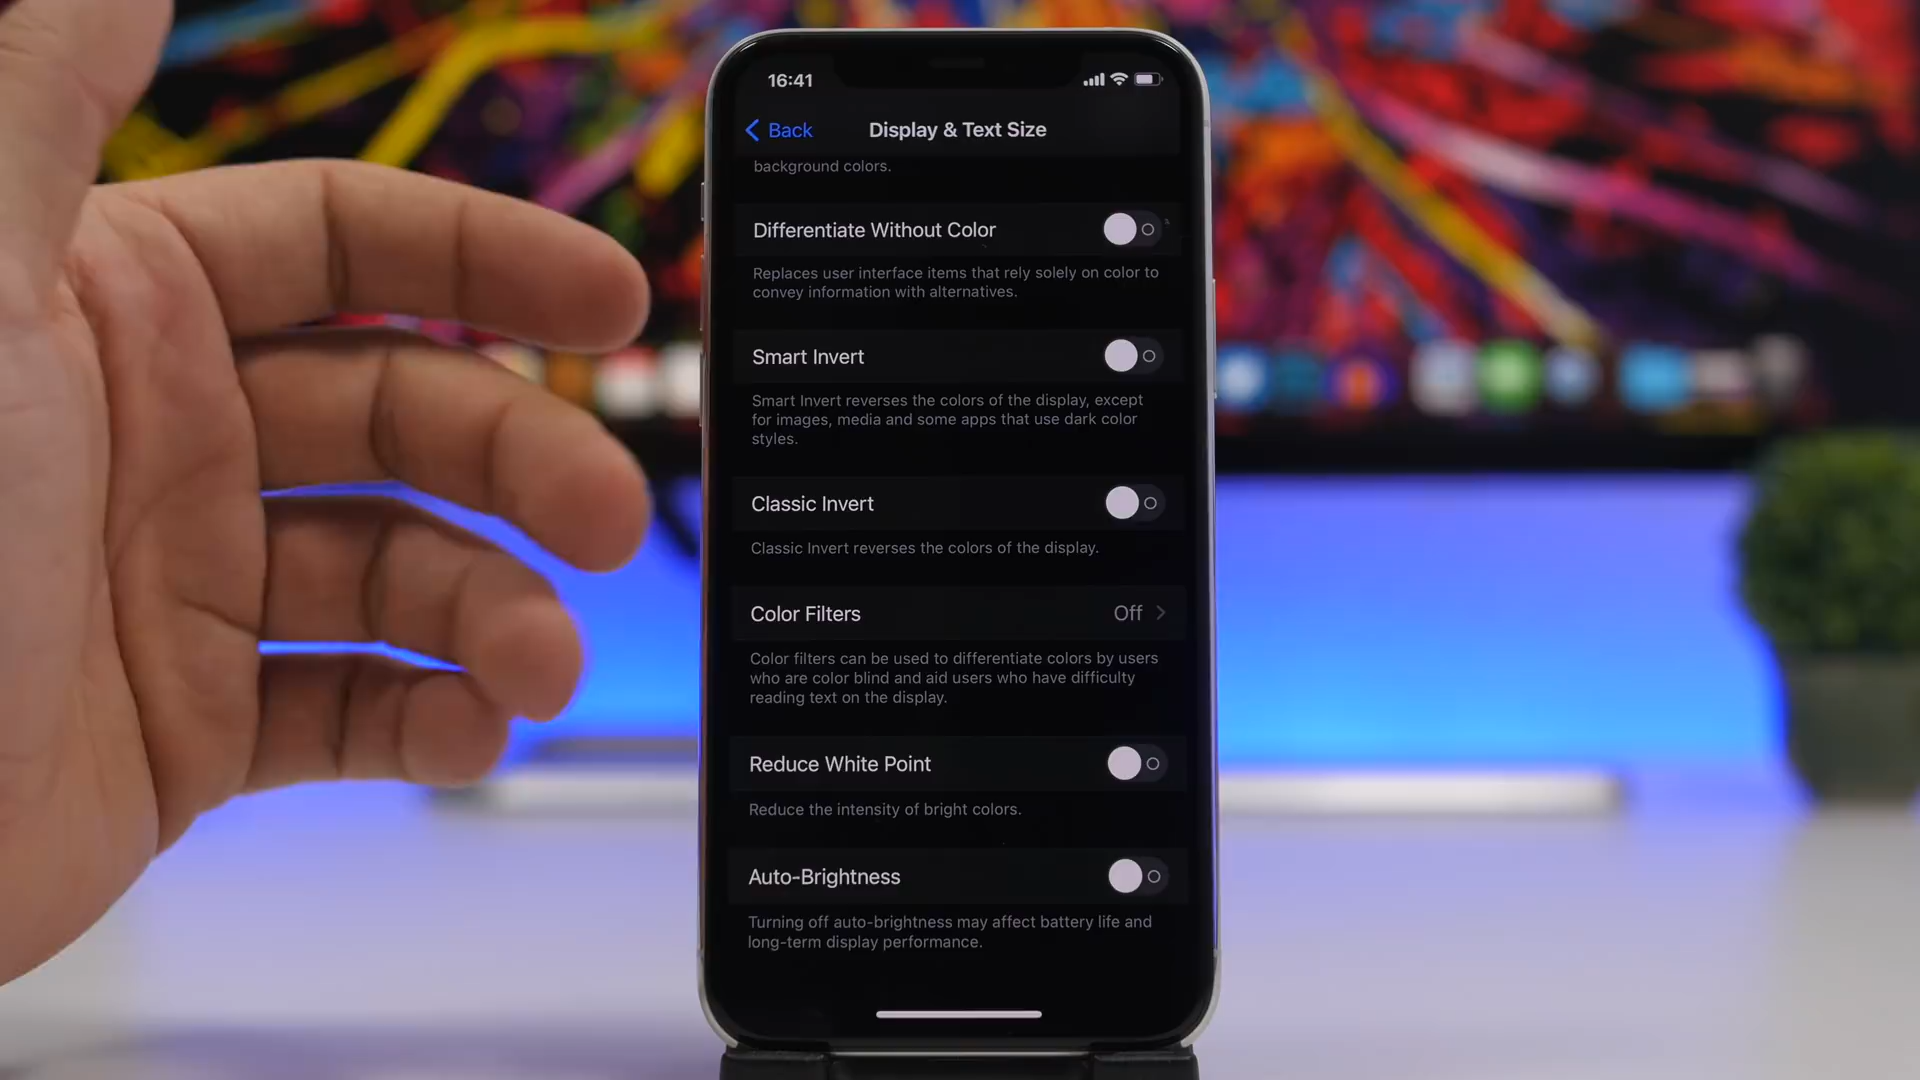 16:41
Back
Display & Text Size
background colors.
Differentiate Without Color
Replaces user interface items that rely solely on color to
convey information with alternatives.
Smart Invert
Smart Invert reverses the colors of the display, except
for images, media and some apps that use dark color
styles.
Classic Invert
Classic Invert reverses the colors of the display.
Color Filters
Off
Color filters can be used to differentiate colors by users
who are color blind and aid users who have difficulty
reading text on the display.
Reduce White Point
Reduce the intensity of bright colors.
Auto-Brightness
Turning off auto-brightness may affect battery life and
long-term display performance.